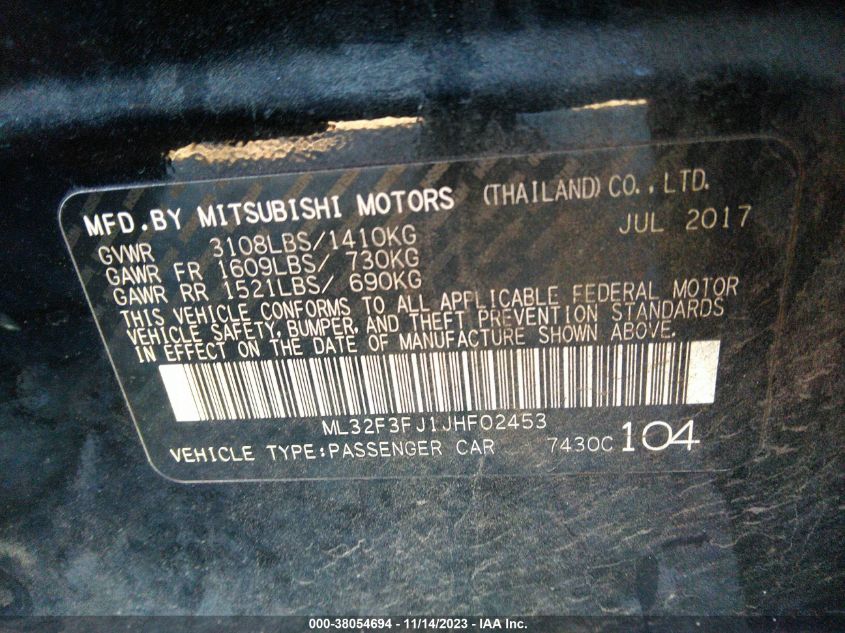 MFD.BY MITSUBISHI MOTORS (THAILAND) CO.,LTD.
GVWR 3108LBS/1410KG JUL 2017
GAWR FR 1609LBS/ 730KG
GAWR RR 1521LBS/ 690KG
THIS VEHICLE CONFORMS TO ALL APPLICABLE FEDERAL MOTOR
VEHICLE SAFETY, BUMPER, AND THEFT PREVENTION STANDARDS
IN EFFECT ON THE DATE OF MANUFACTURE SHOWN ABOVE.
ML32F3FJ1JHF02453
VEHICLE TYPE:PASSENGER CAR 7430C 104
000-38054694 - 11/14/2023 - IAA Inc.